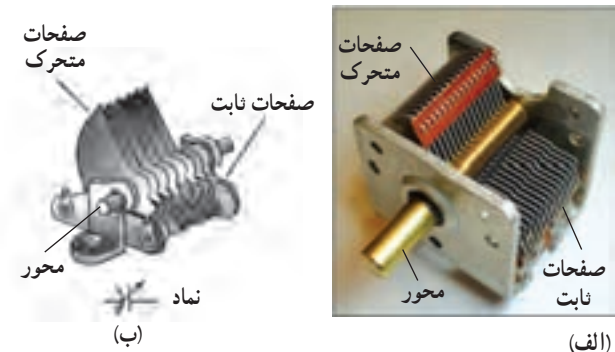 صفحات
متحرک
صفحات
ثابت
محور
(الف)
صفحات
متحرک
صفحات ثابت
محور
نماد
(ب)